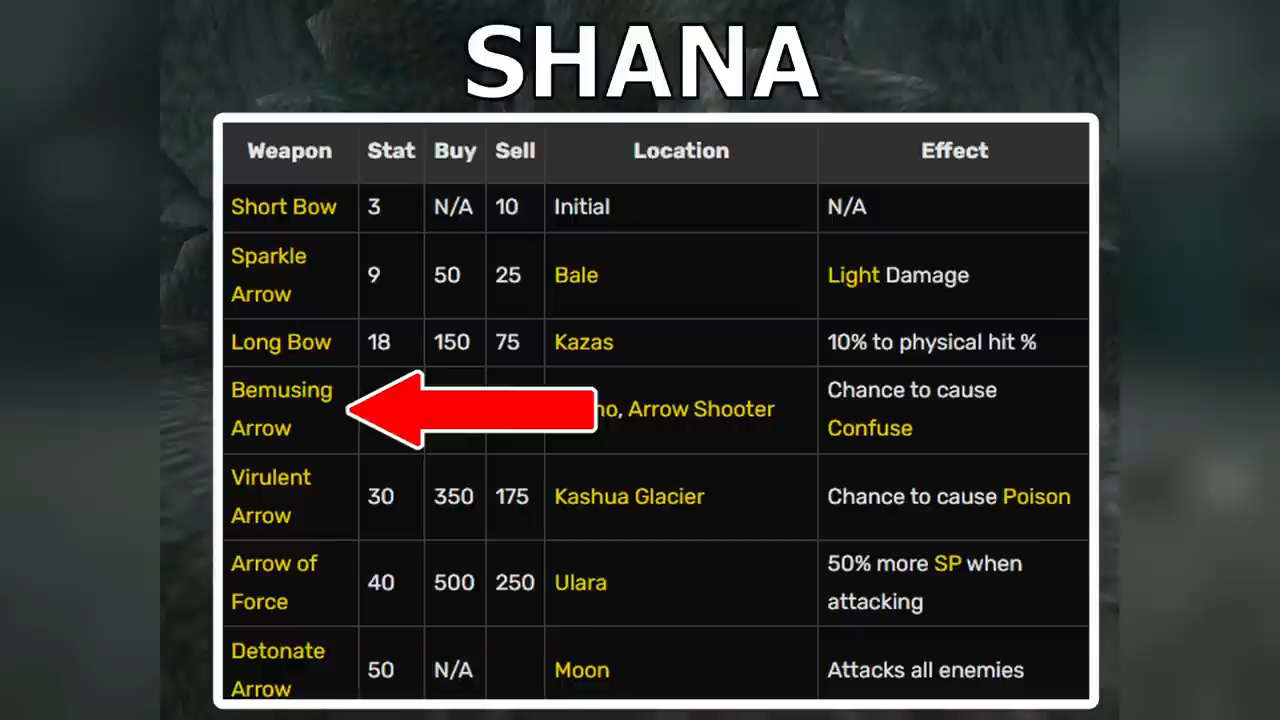 SHANA
Weapon Stat Buy Sell Location Effect
Short Bow 3 N/A 10 Initial N/A
Sparkle
Arrow 9 50 25 Bale Light Damage
Long Bow 18 150 75 Kazas 10% to physical hit %
Bemusing
Arrow Arrow Shooter Chance to cause
Confuse
Virulent
Arrow 30 350 175 Kashua Glacier Chance to cause Poison
Arrow of
Force 40 500 250 Ulara 50% more SP when
attacking
Detonate
Arrow 50 N/A Moon Attacks all enemies